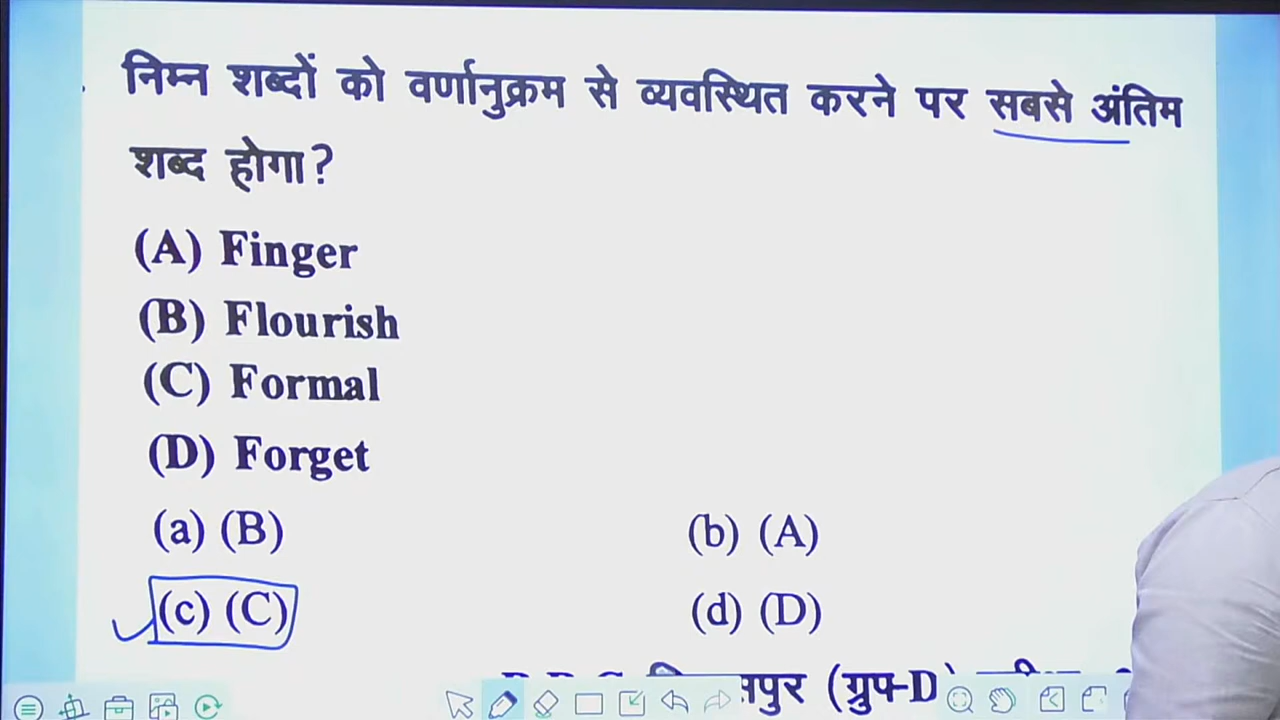 निम्न शब्दों को वर्णानुक्रम से व्यवस्थित करने पर सबसे अंतिम
शब्द होगा?
(A) Finger
(B) Flourish
(C) Formal
(D) Forget
(a) (B) (b) (A)
(c) (C) (d) (D)
(ग्रुप-D)